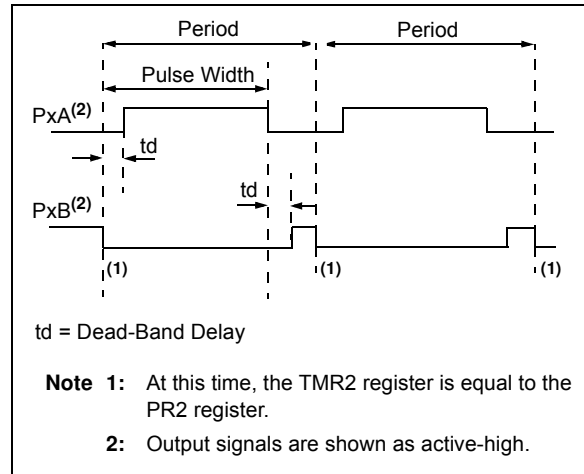 Period Period
Pulse Width
PxA(2)
td
td
PxB(2)
(1) (1) (1)
td = Dead-Band Delay
Note 1: At this time, the TMR2 register is equal to the
PR2 register.
2: Output signals are shown as active-high.